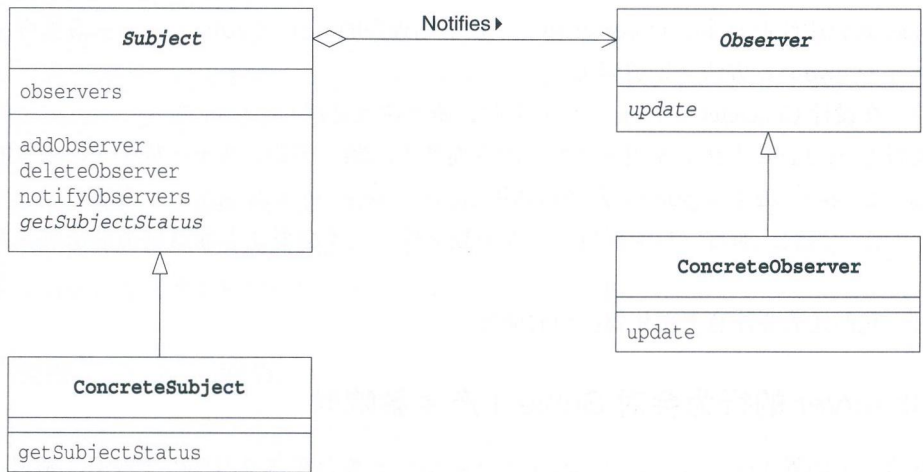 Subject
observers
addObserver
deleteObserver
notifyObservers
getSubjectStatus
Notifies
Observer
update
ConcreteObserver
update
ConcreteSubject
getSubjectStatus